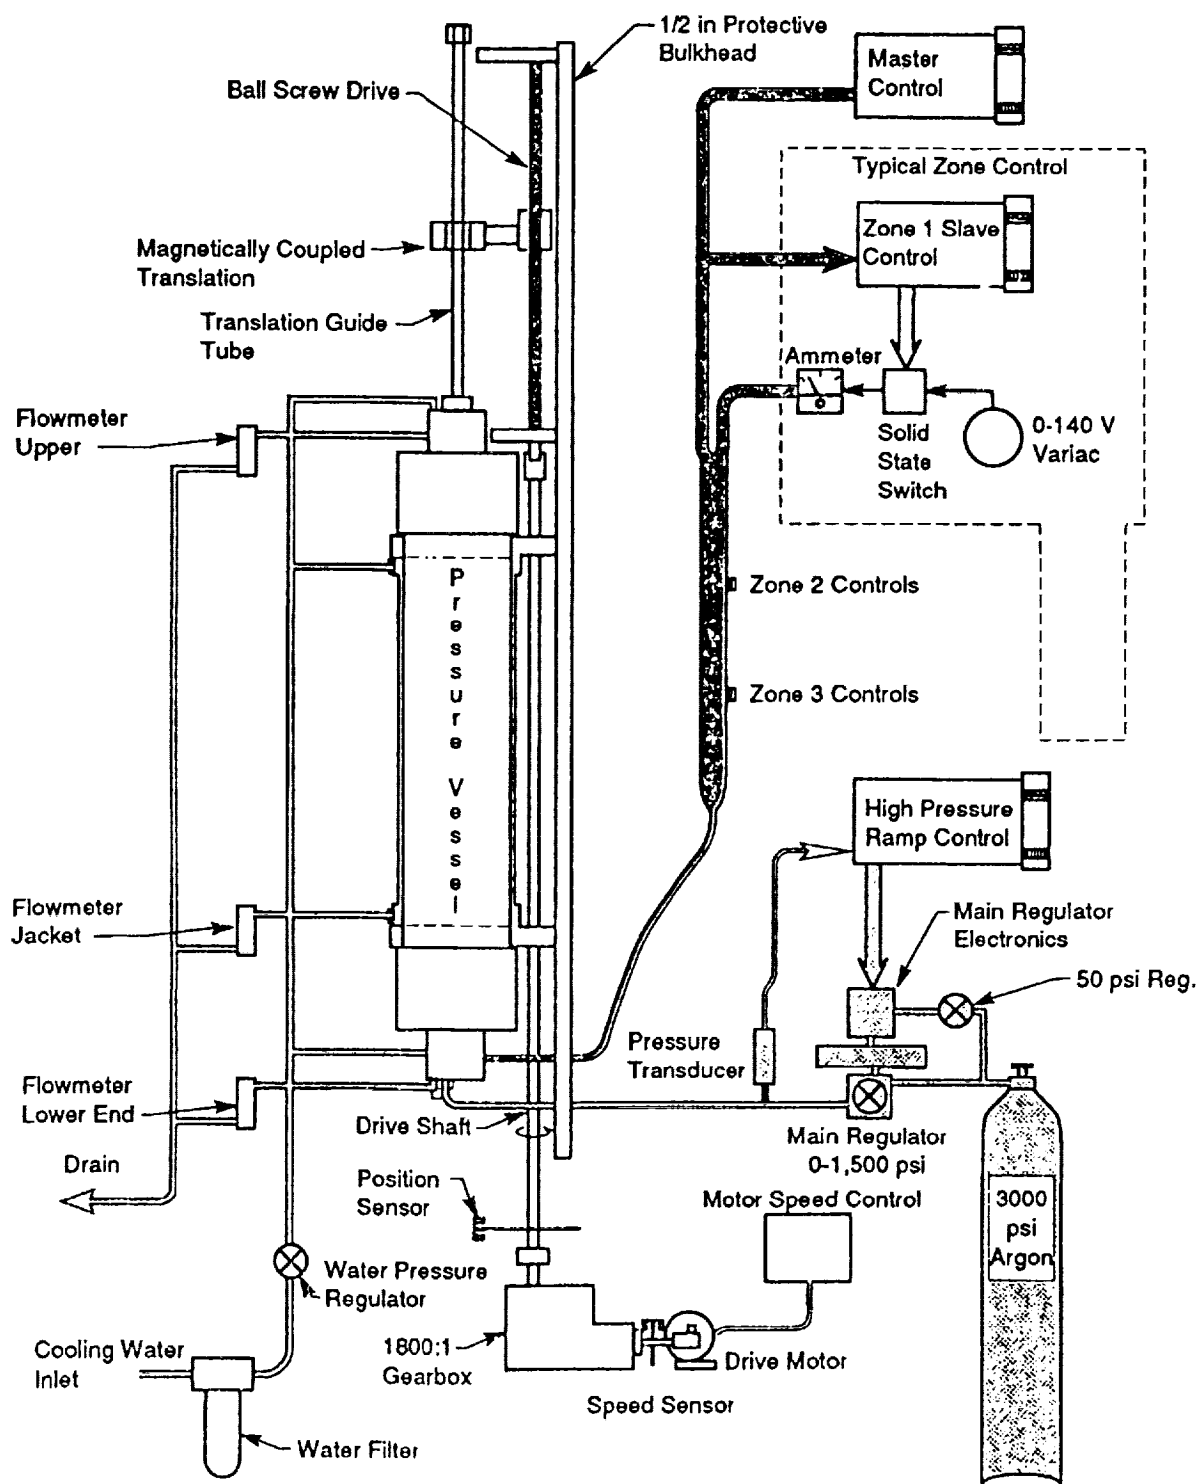 1/2 in Protective
Bulkhead
Master
Control
Ball Screw Drive
Typical Zone Control
Zone 1 Slave
Control
Magnetically Coupled
Translation
Translation Guide
Tube
Ammeter
Flowmeter
Upper
0-140 V
Variac
Solid
State
Switch
Pressure Vessel
Zone 2 Controls
Zone 3 Controls
High Pressure
Ramp Control
Flowmeter
Jacket
Main Regulator
Electronics
50 psi Reg.
Pressure
Transducer
Flowmeter
Lower End
Drive Shaft
Main Regulator
0-1,500 psi
Drain
Position
Sensor
Motor Speed Control
3000
psi
Argon
Water Pressure
Regulator
1800:1
Gearbox
Drive Motor
Cooling Water
Inlet
Speed Sensor
Water Filter